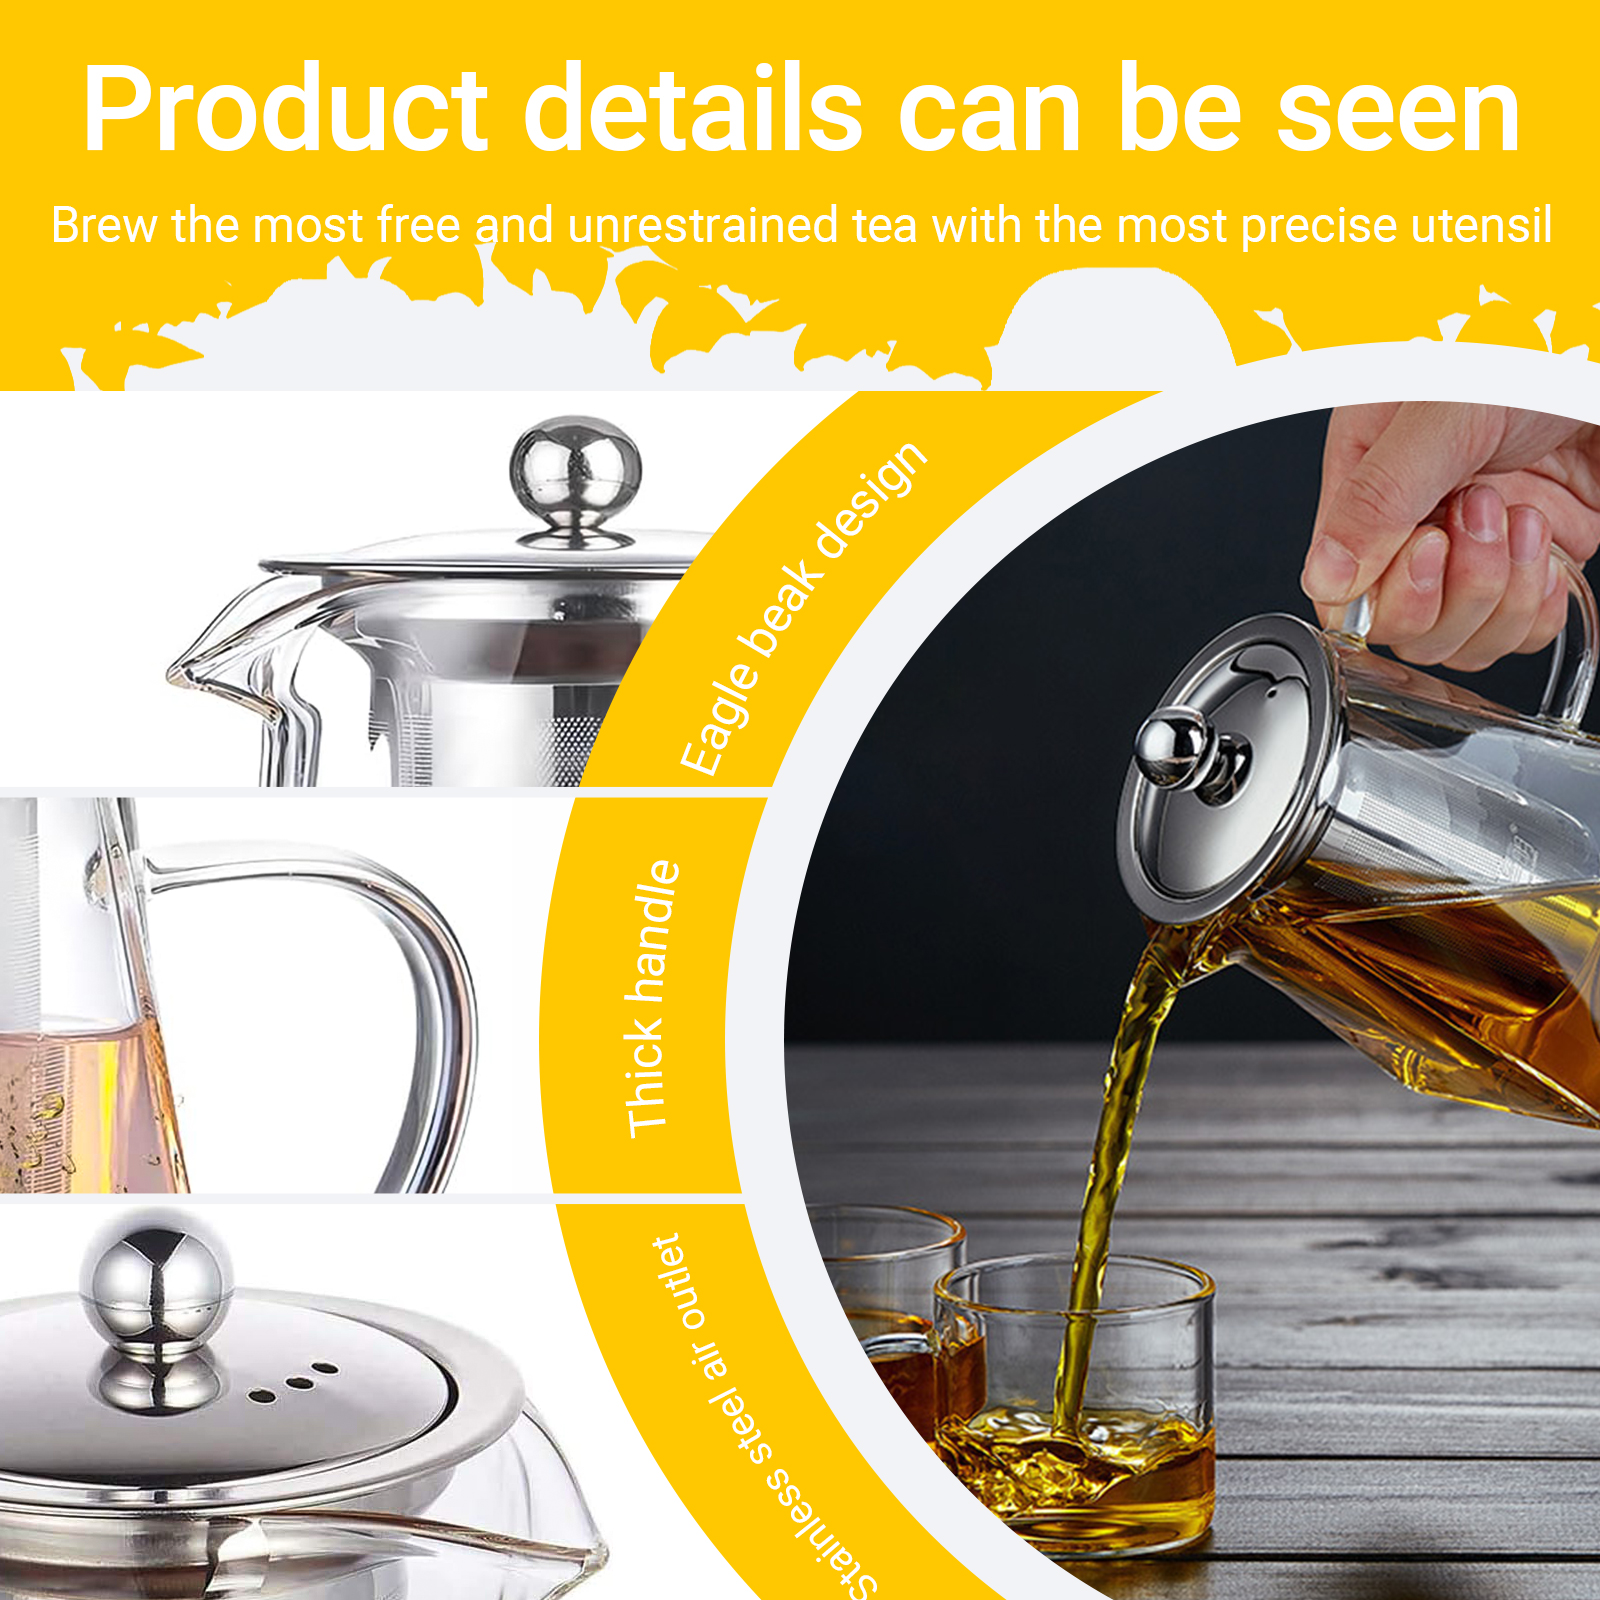 Product details can be seen
Brew the most free and unrestrained tea with the most precise utensil
Eagle beak design
Thick handle
Stainless steel air outlet